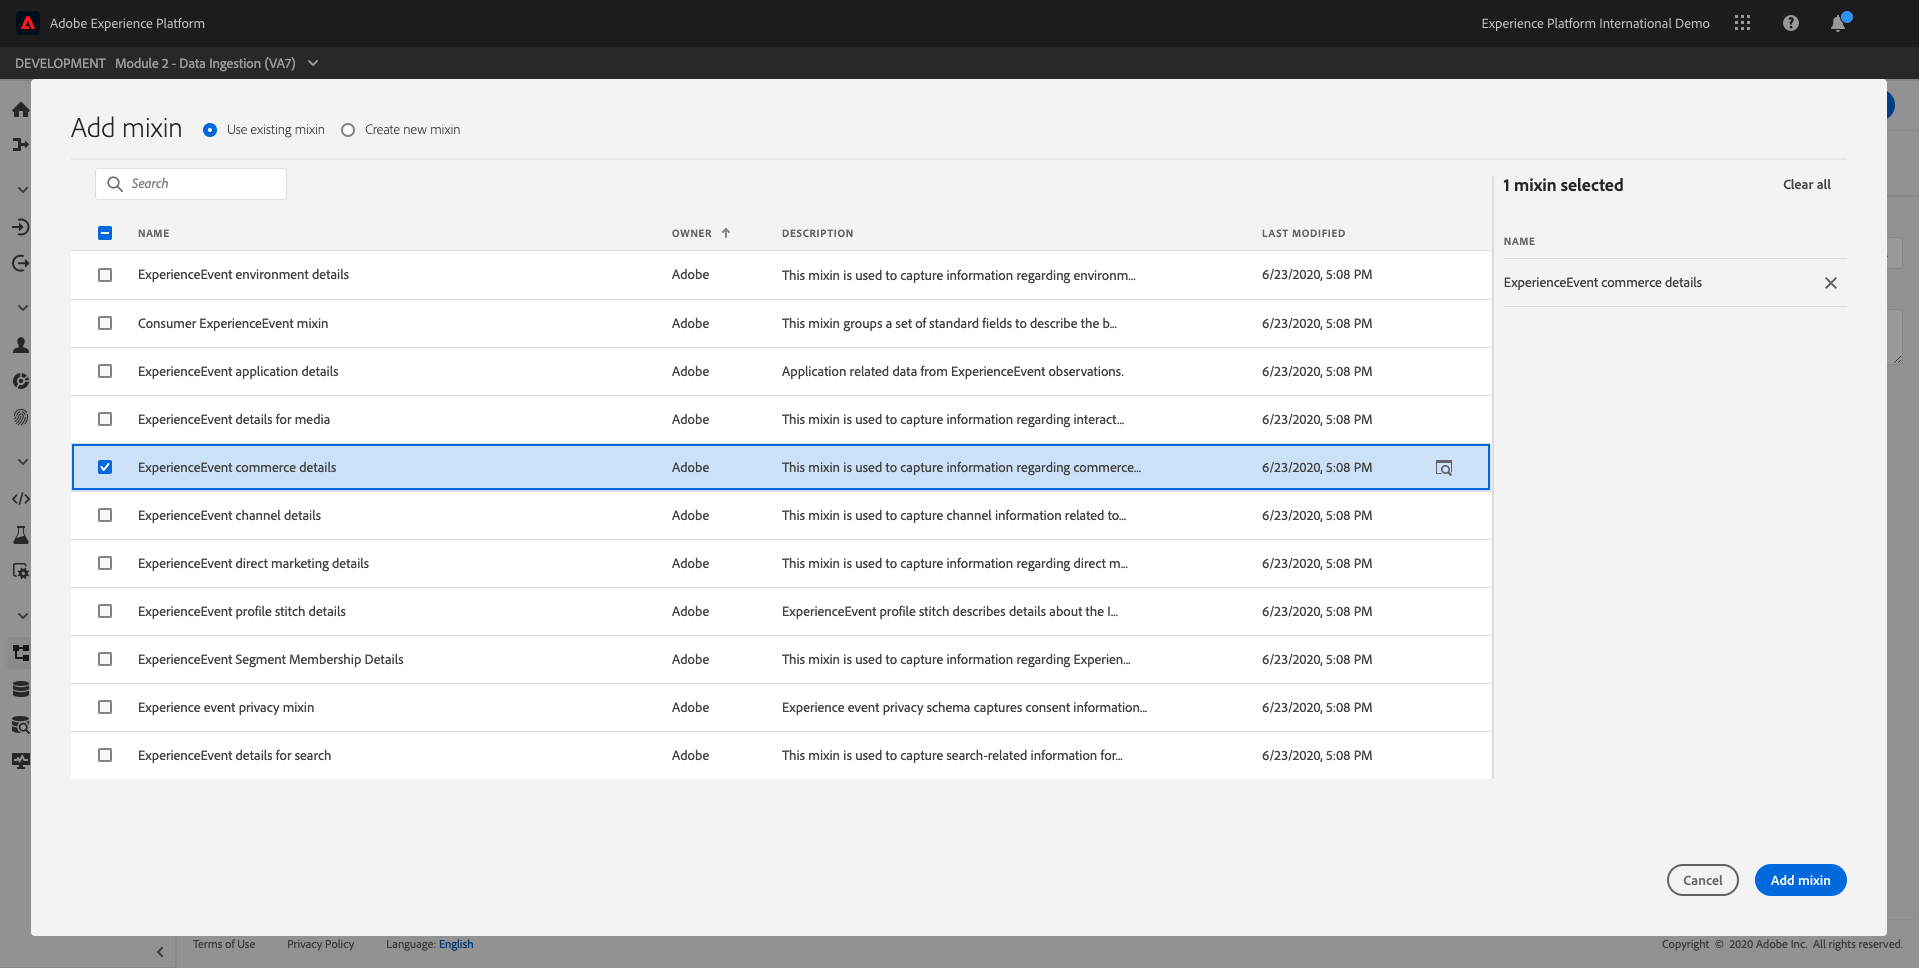 Adobe Experience Platform
Experience Platform International Demo
DEVELOPMENT Module 2 - Data Ingestion (VA7)
Add mixin Use existing mixin Create new mixin
Search
1 mixin selected Clear all
NAME OWNER DESCRIPTION LAST MODIFIED
NAME
ExperienceEvent environment details Adobe This mixin is used to capture information regarding environm... 6/23/2020, 5:08 PM
ExperienceEvent commerce details
Consumer ExperienceEvent mixin Adobe This mixin groups a set of standard fields to describe the b... 6/23/2020, 5:08 PM
ExperienceEvent application details Adobe Application related data from ExperienceEvent observations. 6/23/2020, 5:08 PM
ExperienceEvent details for media Adobe This mixin is used to capture information regarding interact... 6/23/2020, 5:08 PM
ExperienceEvent commerce details Adobe This mixin is used to capture information regarding commerce... 6/23/2020, 5:08 PM
ExperienceEvent channel details Adobe This mixin is used to capture channel information related to... 6/23/2020, 5:08 PM
ExperienceEvent direct marketing details Adobe This mixin is used to capture information regarding direct m... 6/23/2020, 5:08 PM
ExperienceEvent profile stitch details Adobe ExperienceEvent profile stitch describes details about the I... 6/23/2020, 5:08 PM
ExperienceEvent Segment Membership Details Adobe This mixin is used to capture information regarding Experien... 6/23/2020, 5:08 PM
Experience event privacy mixin Adobe Experience event privacy schema captures consent information... 6/23/2020, 5:08 PM
ExperienceEvent details for search Adobe This mixin is used to capture search-related information for... 6/23/2020, 5:08 PM
Cancel Add mixin
Terms of Use Privacy Policy Language: English
Copyright © 2020 Adobe Inc. All rights reserved.